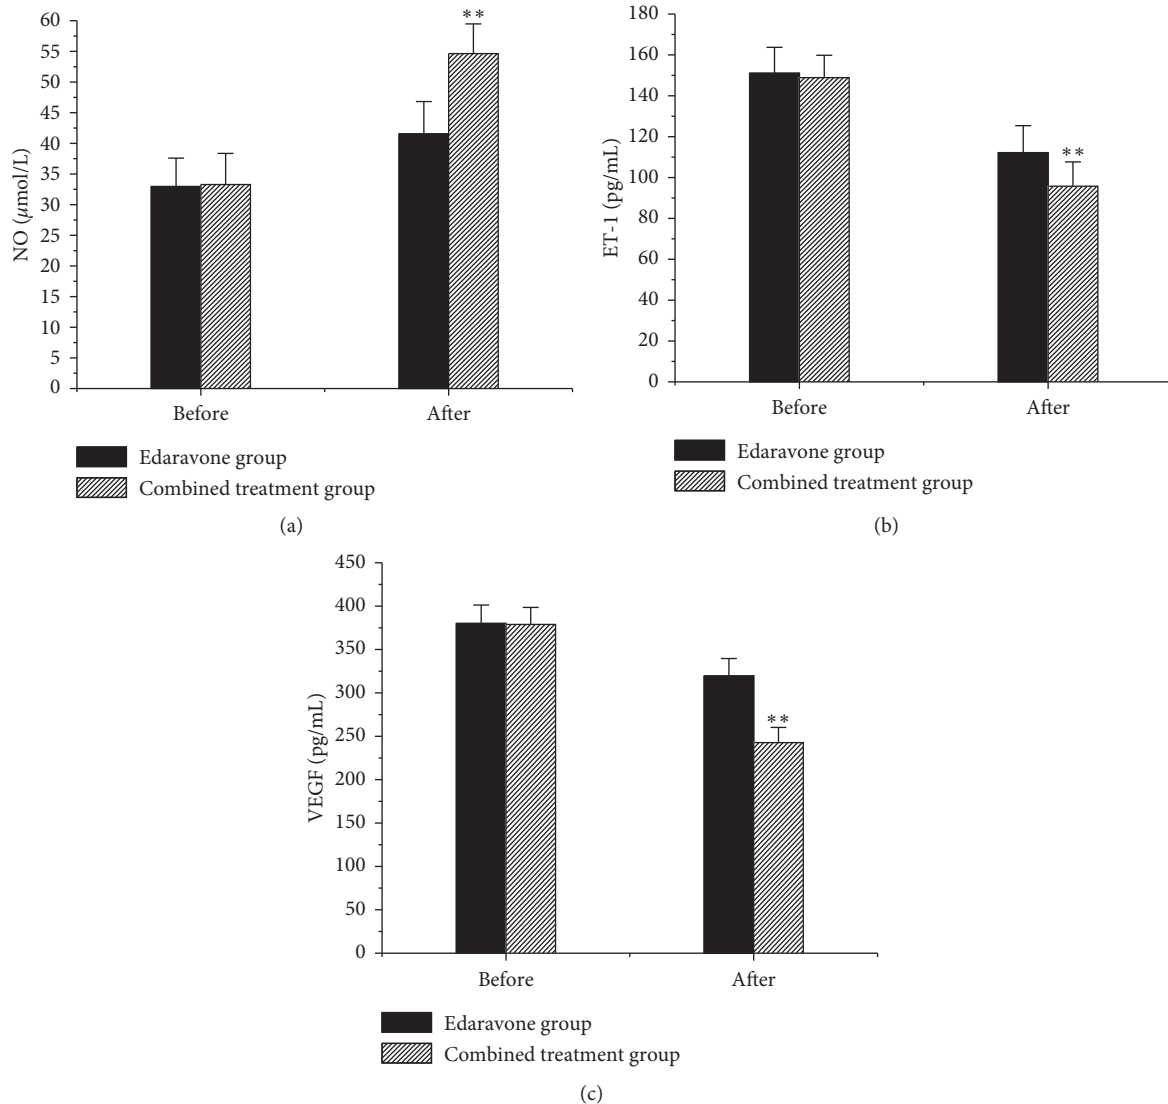 60
55
50
45
40
35
30
25
20
15
10
5
0
NO (μmol/L)
**
Before
After
Edaravone group
Combined treatment group
(a)
180
160
140
120
100
80
60
40
20
0
ET-1 (pg/mL)
**
Before
After
Edaravone group
Combined treatment group
(b)
450
400
350
300
250
200
150
100
50
0
VEGF (pg/mL)
**
Before
After
Edaravone group
Combined treatment group
(c)